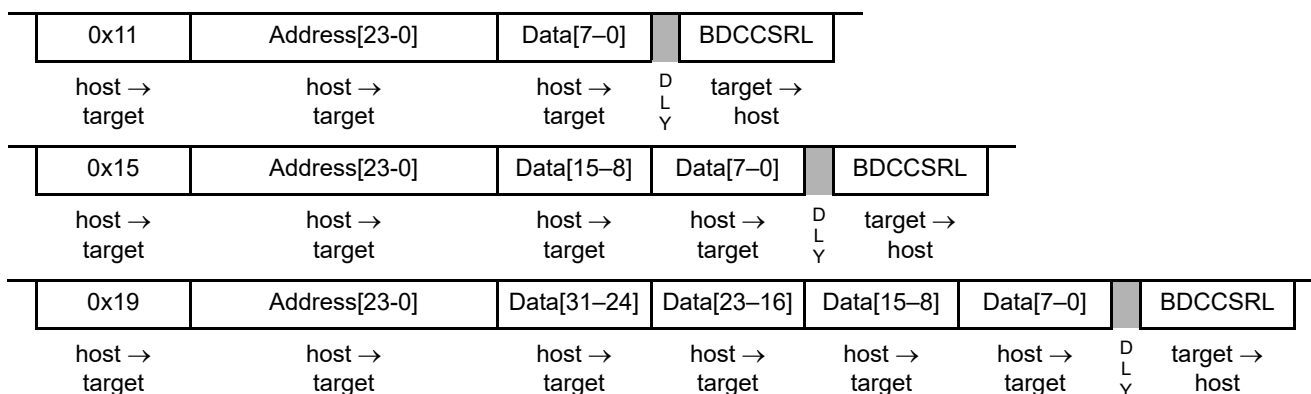 0x11 Address[23-0] Data[7–0] BDCCSRL
host → host → host → D L Y target →
target target target host
0x15 Address[23-0] Data[15–8] Data[7–0] BDCCSRL
host → host → host → host → D L Y target →
target target target target host
0x19 Address[23-0] Data[31–24] Data[23–16] Data[15–8] Data[7–0] BDCCSRL
host → host → host → host → host → host → D L Y target →
target target target target target target host